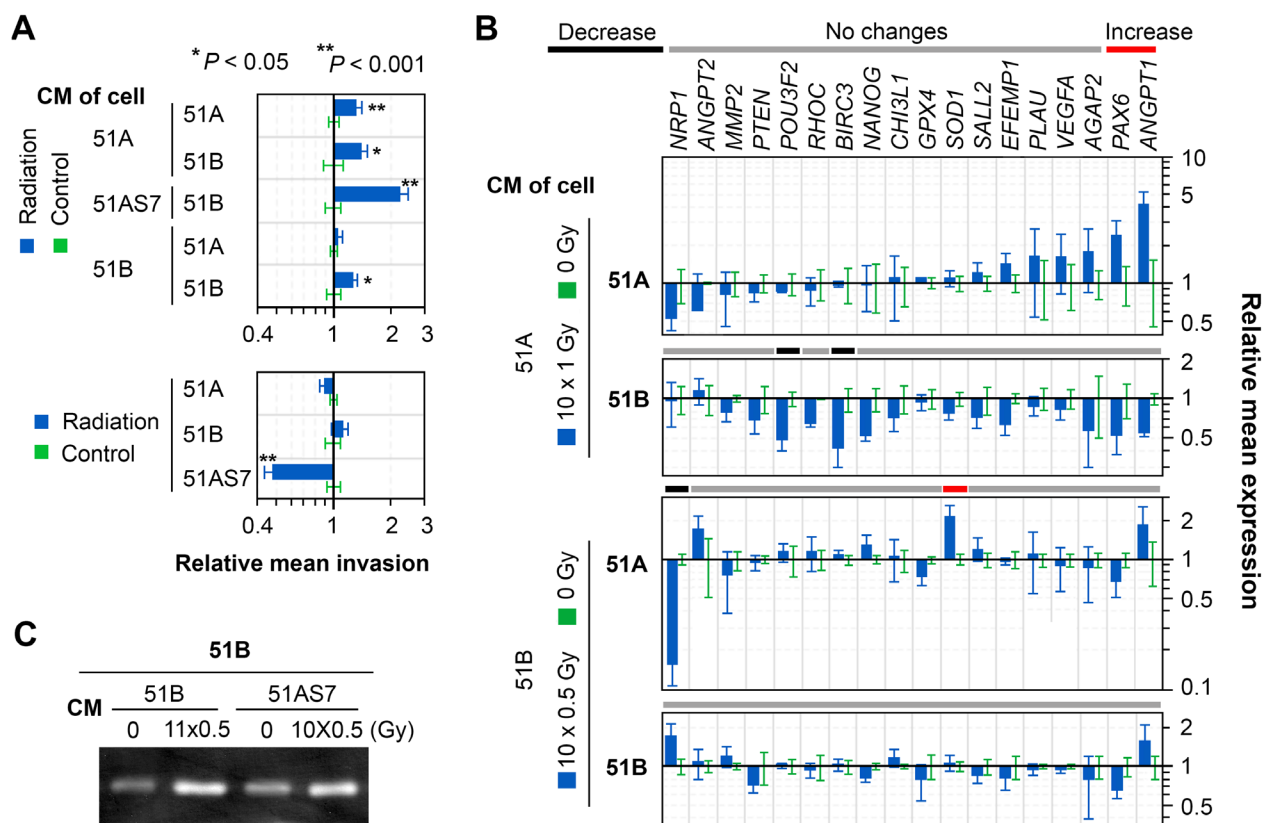 A
*P < 0.05 **P < 0.001
CM of cell
Radiation
Control
51A
51A
**
51B
*
51AS7
51B
**
51B
51A
51B
*
0.4 1 2 3
Radiation
Control
51A
51B
51AS7
**
0.4 1 2 3
Relative mean invasion
B
Decrease No changes Increase
NRP1
ANGPT2
MMP2
PTEN
POU3F2
RHOC
BIRC3
NANOG
CHI3L1
GPX4
SOD1
SALL2
EFEMP1
PLAU
VEGFA
AGAP2
PAX6
ANGPT1
CM of cell
51A
10 x 1 Gy 0 Gy
51A
10
5
1
0.5
51B
2
1
0.5
51B
10 x 0.5 Gy 0 Gy
51A
2
1
0.5
0.1
51B
2
1
0.5
Relative mean expression
C
51B
CM
51B 51AS7
0 11x0.5 0 10X0.5 (Gy)